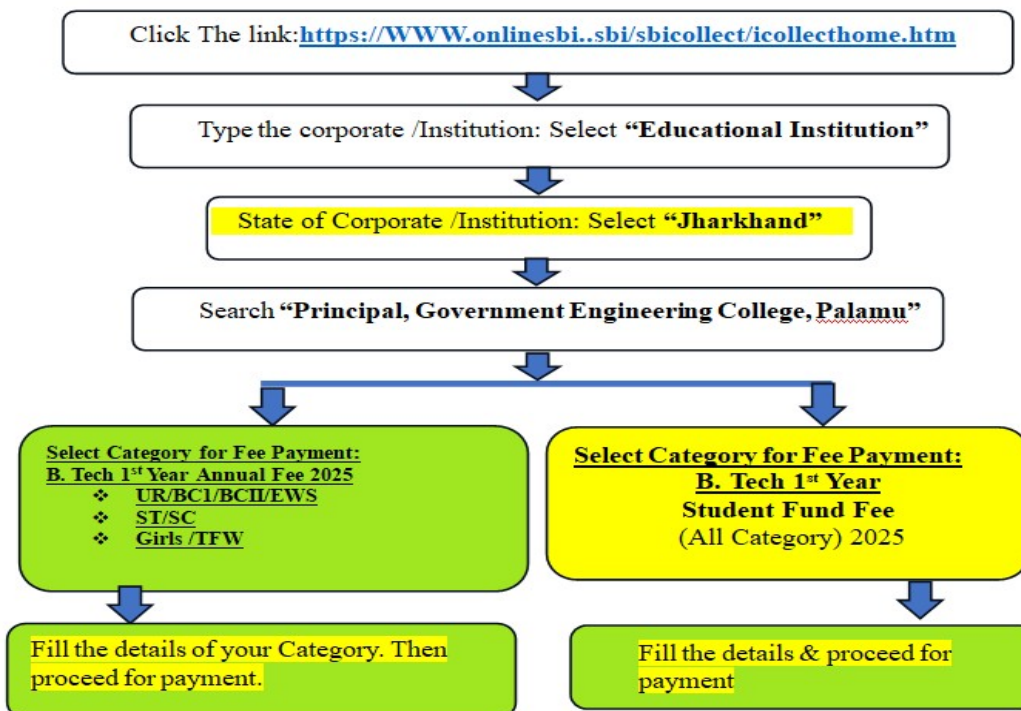 Click The link:https://WWW.onlinesbi..sbi/sbicollect/icollecthome.htm
Type the corporate /Institution: Select “Educational Institution”
State of Corporate /Institution: Select “Jharkhand”
Search “Principal, Government Engineering College, Palamu”
Select Category for Fee Payment:
B. Tech 1st Year Annual Fee 2025
❖ UR/BC1/BCII/EWS
❖ ST/SC
❖ Girls /TFW
Select Category for Fee Payment:
B. Tech 1st Year
Student Fund Fee
(All Category) 2025
Fill the details of your Category. Then
proceed for payment.
Fill the details & proceed for
payment